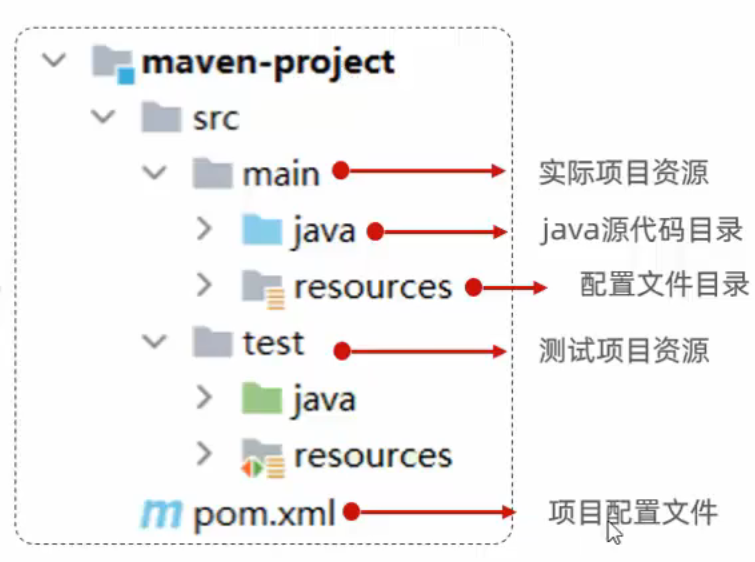 maven-project
src
main 实际项目资源
java java源代码目录
resources 配置文件目录
test 测试项目资源
java
resources
pom.xml 项目配置文件